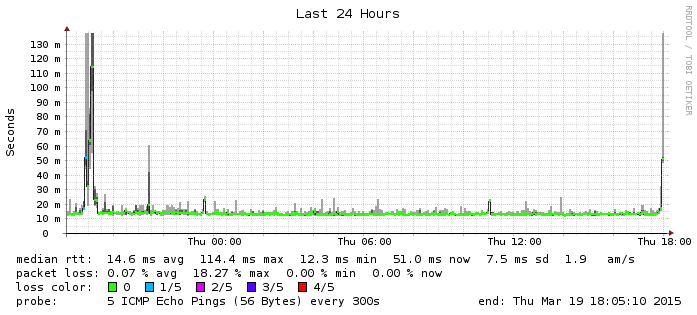 Last 24 Hours
RRDTOOL / TOBI OETIKER
Seconds
130 m
120 m
110 m
100 m
90 m
80 m
70 m
60 m
50 m
40 m
30 m
20 m
10 m
0
Thu 00:00 Thu 06:00 Thu 12:00 Thu 18:00
median rtt: 14.6 ms avg 114.4 ms max 12.3 ms min 51.0 ms now 7.5 ms sd 1.9 am/s
packet loss: 0.07 % avg 18.27 % max 0.00 % min 0.00 % now
loss color: 0 1/5 2/5 3/5 4/5
probe: 5 ICMP Echo Pings (56 Bytes) every 300s end: Thu Mar 19 18:05:10 2015